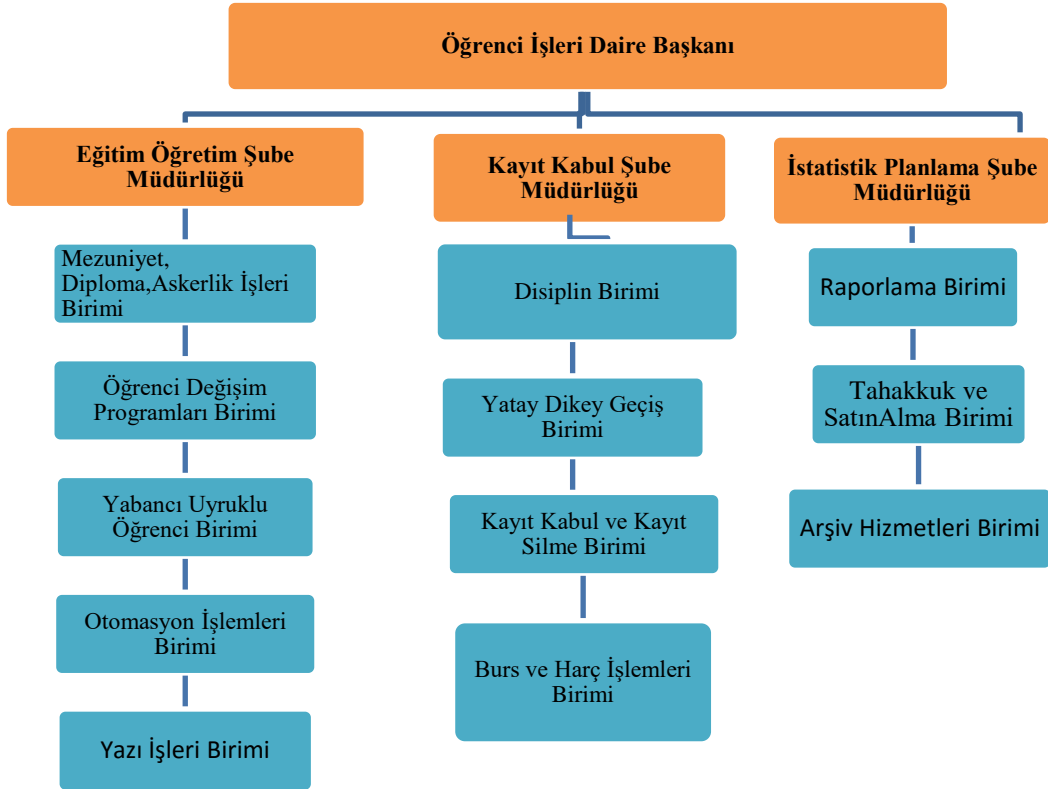 Öğrenci İşleri Daire Başkanı
Eğitim Öğretim Şube
Müdürlüğü
Mezuniyet,
Diploma,Askerlik İşleri
Birimi
Öğrenci Değişim
Programları Birimi
Yabancı Uyruklu
Öğrenci Birimi
Otomasyon İşlemleri
Birimi
Yazı İşleri Birimi
Kayıt Kabul Şube
Müdürlüğü
Disiplin Birimi
Yatay Dikey Geçiş
Birimi
Kayıt Kabul ve Kayıt
Silme Birimi
Burs ve Harç İşlemleri
Birimi
İstatistik Planlama Şube
Müdürlüğü
Raporlama Birimi
Tahakkuk ve
SatınAlma Birimi
Arşiv Hizmetleri Birimi